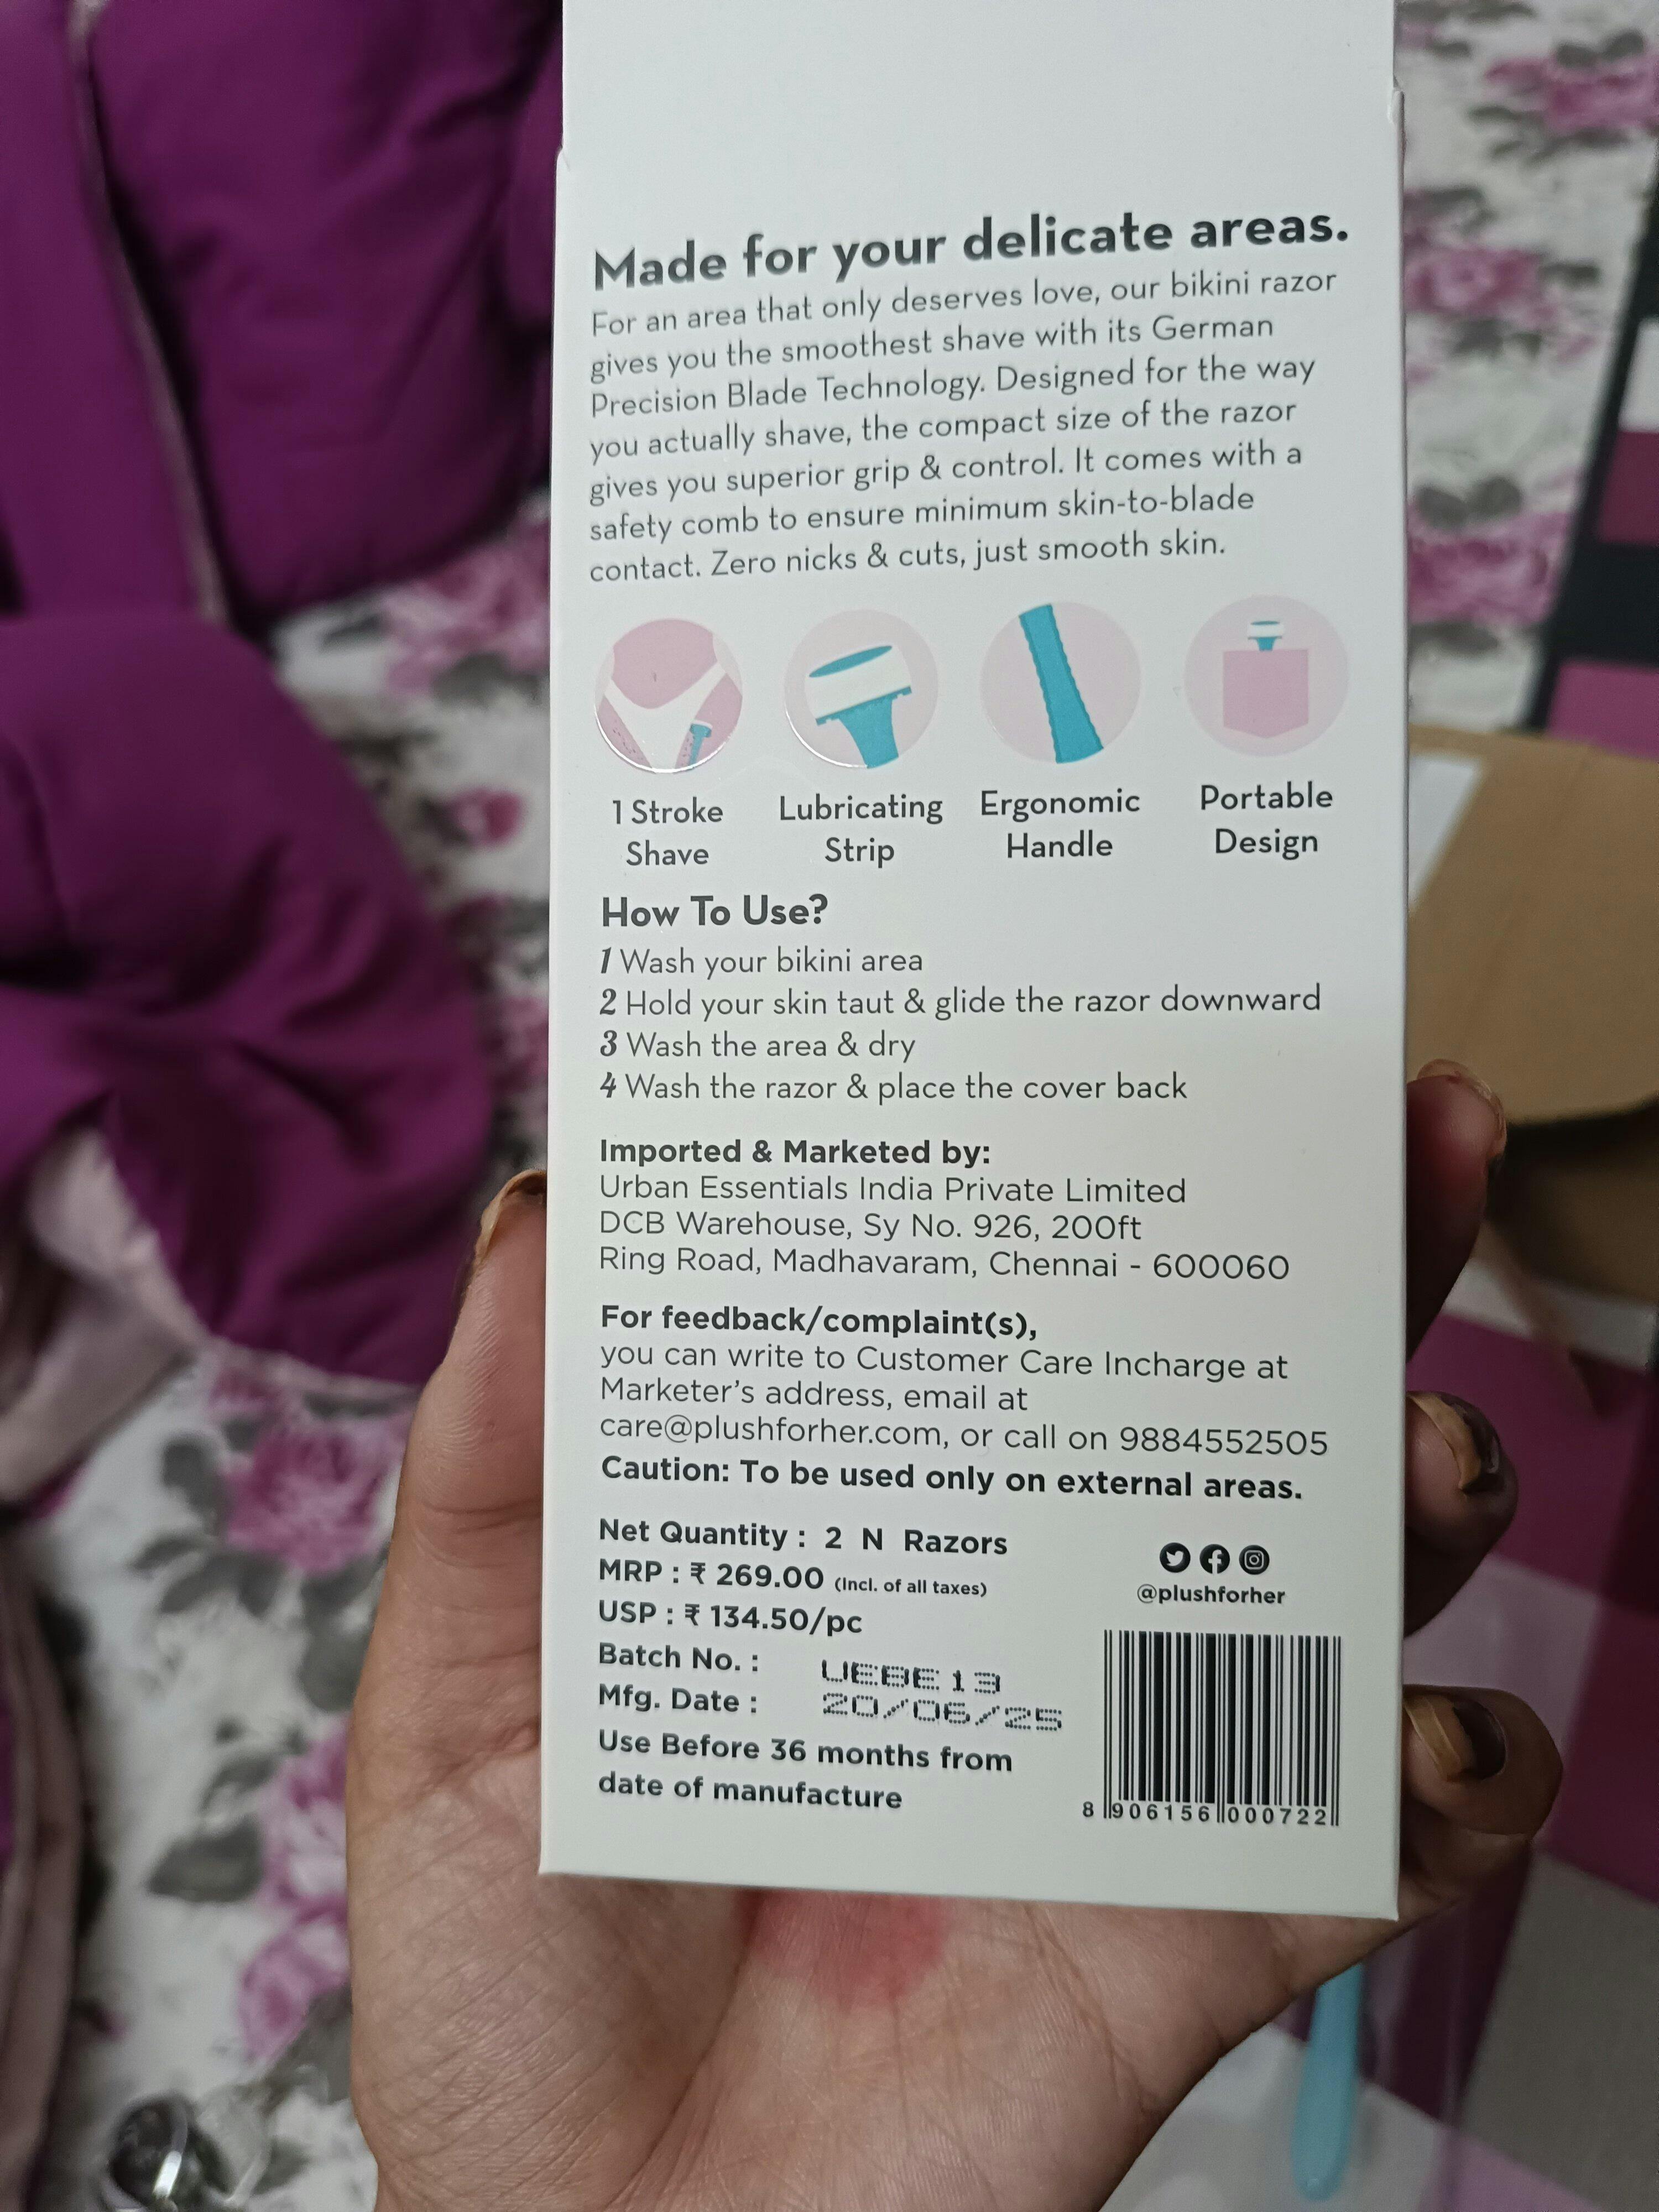 Made for your delicate areas.
For an area that only deserves love, our bikini razor
gives you the smoothest shave with its German
Precision Blade Technology. Designed for the way
you actually shave, the compact size of the razor
gives you superior grip & control. It comes with a
safety comb to ensure minimum skin-to-blade
contact. Zero nicks & cuts, just smooth skin.
1 Stroke
Shave
Lubricating
Strip
Ergonomic
Handle
Portable
Design
How To Use?
1 Wash your bikini area
2 Hold your skin taut & glide the razor downward
3 Wash the area & dry
4 Wash the razor & place the cover back
Imported & Marketed by:
Urban Essentials India Private Limited
DCB Warehouse, Sy No. 926, 200ft
Ring Road, Madhavaram, Chennai - 600060
For feedback/complaint(s),
you can write to Customer Care Incharge at
Marketer's address, email at
care@plushforher.com, or call on 9884552505
Caution: To be used only on external areas.
Net Quantity : 2 N Razors
MRP : ₹ 269.00 (Incl. of all taxes)
USP : ₹ 134.50/pc
Batch No. : UEBE13
Mfg. Date : 20/06/25
Use Before 36 months from
date of manufacture
@plushforher
8 906156 000722